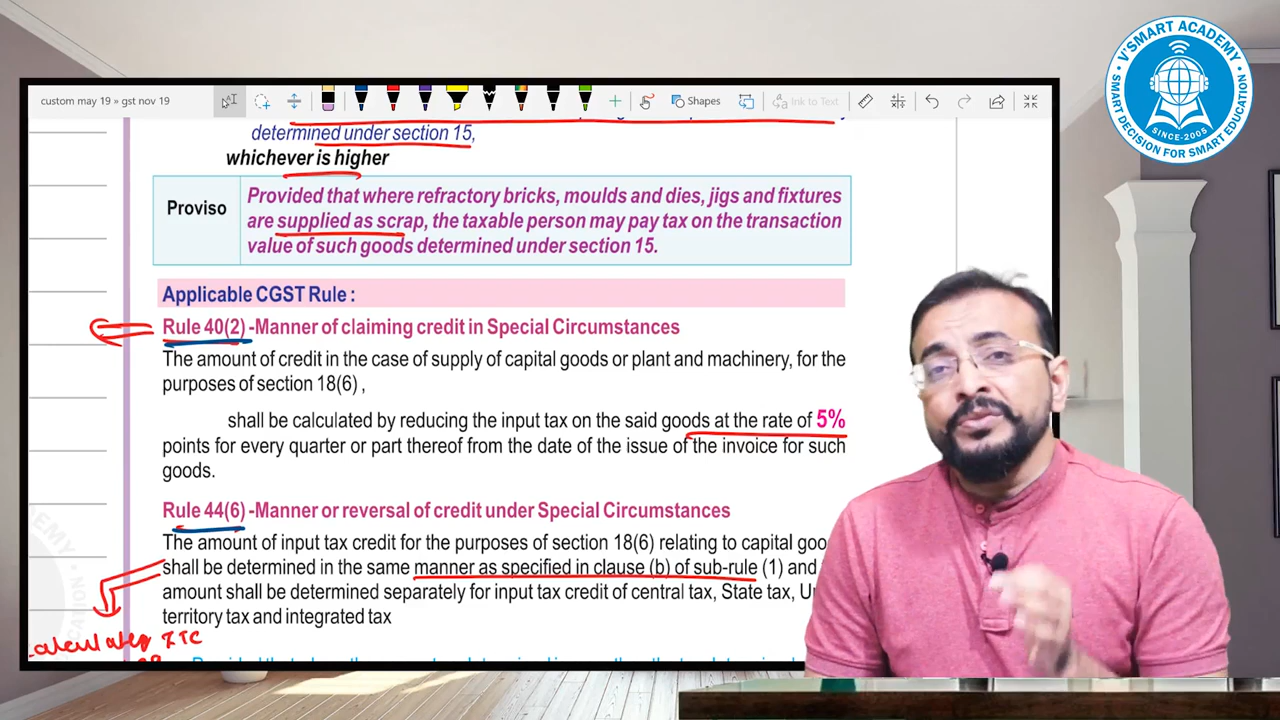 custom may 19 » gst nov 19
Shapes
Ink to Text
determined under section 15,
whichever is higher
Proviso
Provided that where refractory bricks, moulds and dies, jigs and fixtures
are supplied as scrap, the taxable person may pay tax on the transaction
value of such goods determined under section 15.
Applicable CGST Rule :
Rule 40(2) -Manner of claiming credit in Special Circumstances
The amount of credit in the case of supply of capital goods or plant and machinery, for the
purposes of section 18(6) ,
shall be calculated by reducing the input tax on the said goods at the rate of 5%
points for every quarter or part thereof from the date of the issue of the invoice for such
goods.
Rule 44(6) -Manner or reversal of credit under Special Circumstances
The amount of input tax credit for the purposes of section 18(6) relating to capital goo
shall be determined in the same manner as specified in clause (b) of sub-rule (1) and
amount shall be determined separately for input tax credit of central tax, State tax, U
territory tax and integrated tax
ITC
V'SMART ACADEMY
SMART DECISION FOR SMART EDUCATION
SINCE-2005